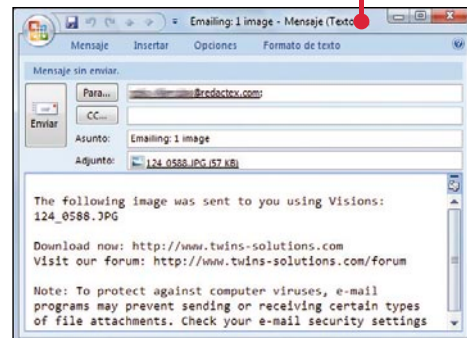 Emailing: 1 image - Mensaje (Texto
Mensaje Insertar Opciones Formato de texto
Mensaje sin enviar.
Para... @redactex.com;
Enviar
CC...
Asunto: Emailing: 1 image
Adjunto: 124_0588.JPG (57 KB)
The following image was sent to you using Visions:
124_0588.JPG
Download now: http://www.twins-solutions.com
Visit our forum: http://www.twins-solutions.com/forum
Note: To protect against computer viruses, e-mail
programs may prevent sending or receiving certain types
of file attachments. Check your e-mail security settings